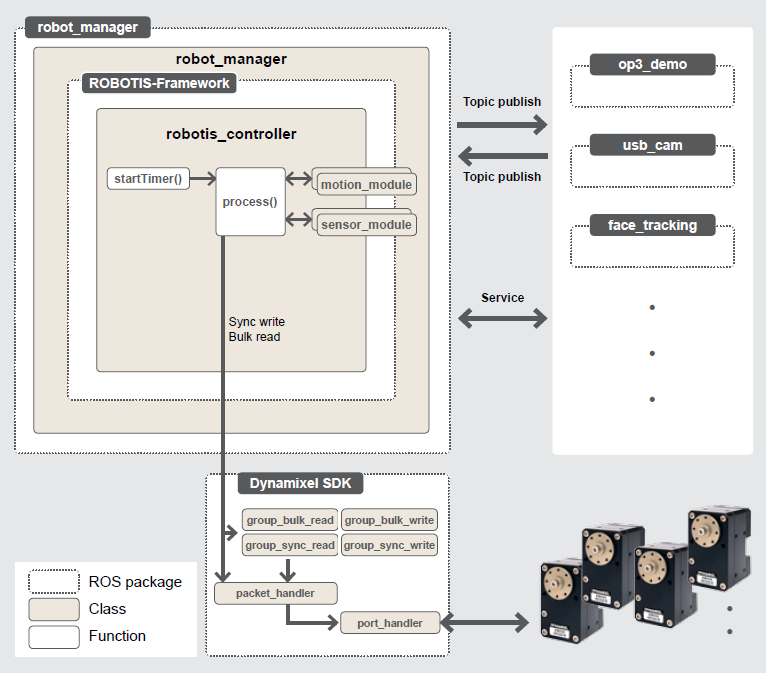 robot_manager
robot_manager
ROBOTIS-Framework
robotis_controller
startTimer()
process()
motion_module
sensor_module
Sync write
Bulk read
Topic publish
Topic publish
Service
op3_demo
usb_cam
face_tracking
Dynamixel SDK
group_bulk_read
group_bulk_write
group_sync_read
group_sync_write
packet_handler
port_handler
ROS package
Class
Function